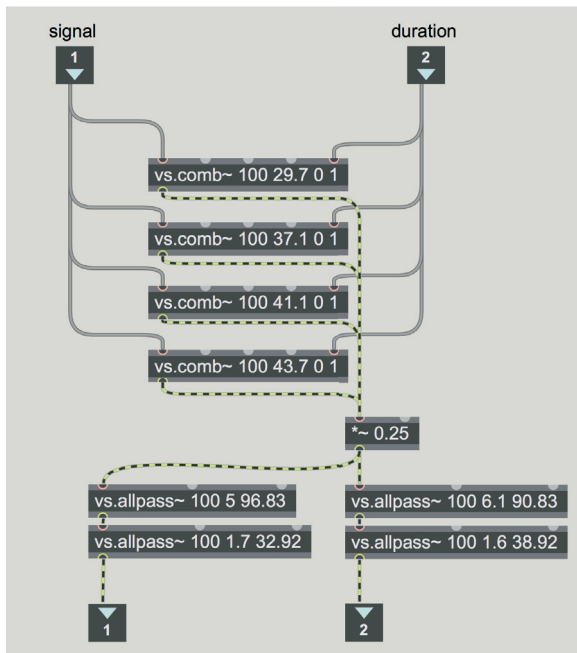 signal
duration
1
2
vs.comb~ 100 29.7 0 1
vs.comb~ 100 37.1 0 1
vs.comb~ 100 41.1 0 1
vs.comb~ 100 43.7 0 1
*~ 0.25
vs.allpass~ 100 5 96.83
vs.allpass~ 100 6.1 90.83
vs.allpass~ 100 1.7 32.92
vs.allpass~ 100 1.6 38.92
1
2